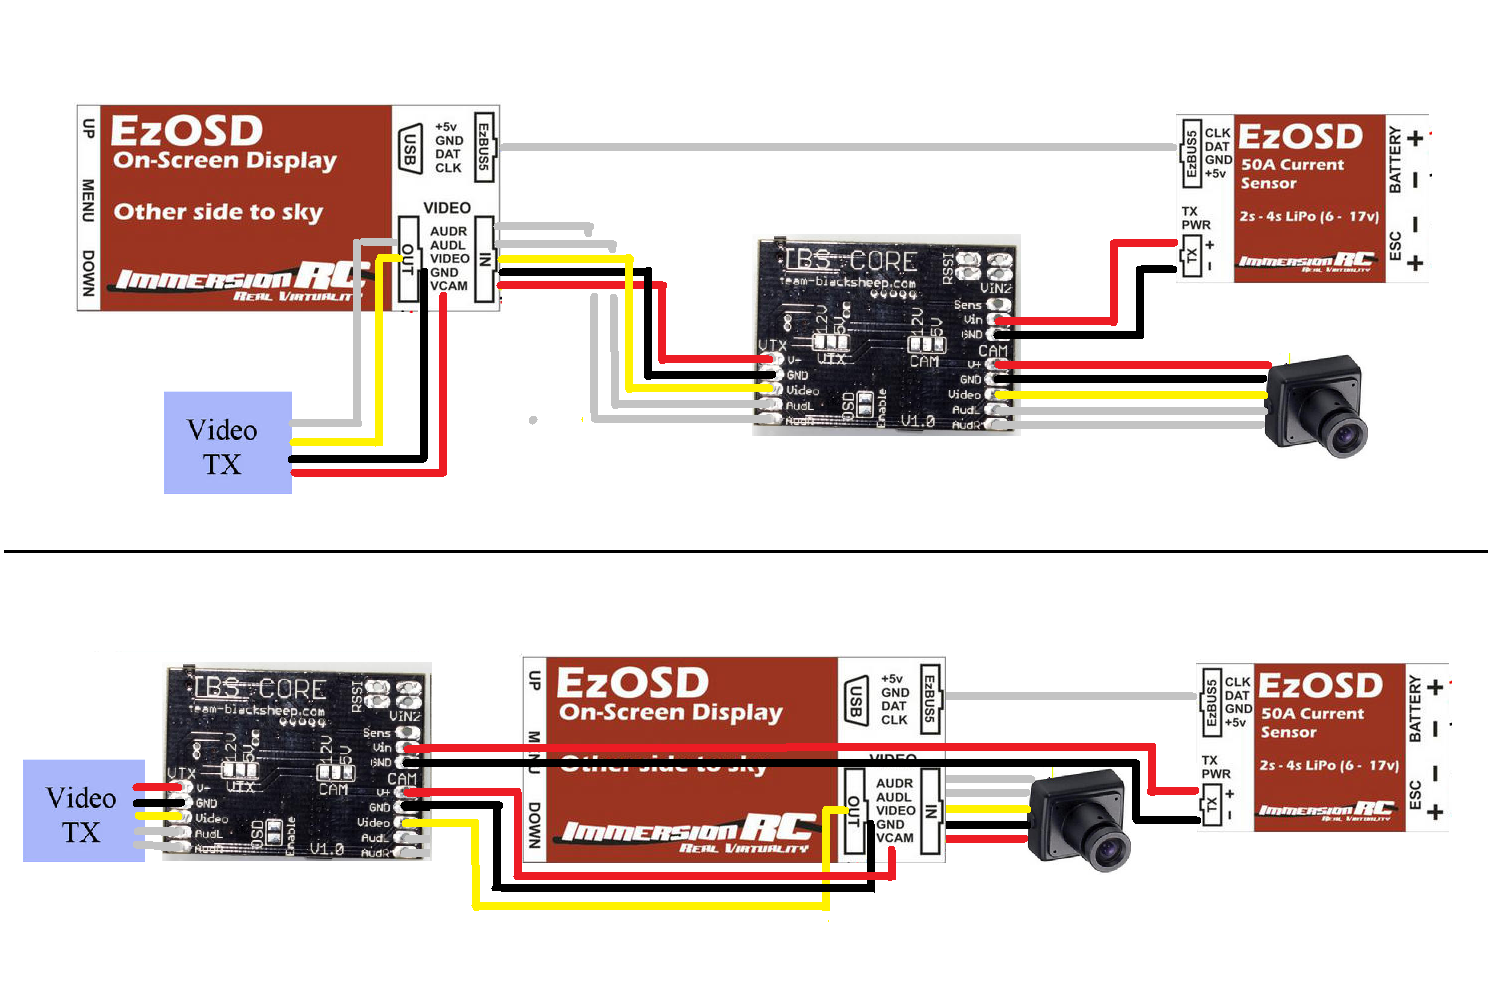 UP
MENU
DOWN
EzOSD
On-Screen Display
Other side to sky
IMMERSIONRC
REAL VIRTUALITY
USB
+5v
GND
DAT
CLK
EzBUS5
VIDEO
OUT
AUDR
AUDL
VIDEO
GND
VCAM
IN
Video
TX
TBS CORE
team-blacksheep.com
RSSI
VIN2
Sens
Vin
GND
CAM
V+
GND
Video
AudL
AudR
12V
5V
VTX
12V
5V
CAM
VTX
V+
GND
Video
AudL
AudR
OSD
Enable
V1.0
EzBUS5
CLK
DAT
GND
+5v
TX
PWR
TX
+
-
EzOSD
50A Current
Sensor
2s - 4s LiPo (6 - 17v)
IMMERSIONRC
REAL VIRTUALITY
BATTERY
+
-
ESC
-
+
Video
TX
TBS CORE
team-blacksheep.com
RSSI
VIN2
Sens
Vin
GND
CAM
V+
GND
Video
AudL
AudR
12V
5V
VTX
12V
5V
CAM
VTX
V+
GND
Video
AudL
OSD
Enable
V1.0
UP
DOWN
EzOSD
On-Screen Display
Other side to sky
IMMERSIONRC
REAL VIRTUALITY
USB
+5v
GND
DAT
CLK
EzBUS5
VIDEO
OUT
AUDR
AUDL
VIDEO
GND
VCAM
IN
EzBUS5
CLK
DAT
GND
+5v
TX
PWR
TX
+
-
EzOSD
50A Current
Sensor
2s - 4s LiPo (6 - 17v)
IMMERSIONRC
REAL VIRTUALITY
BATTERY
+
-
ESC
-
+